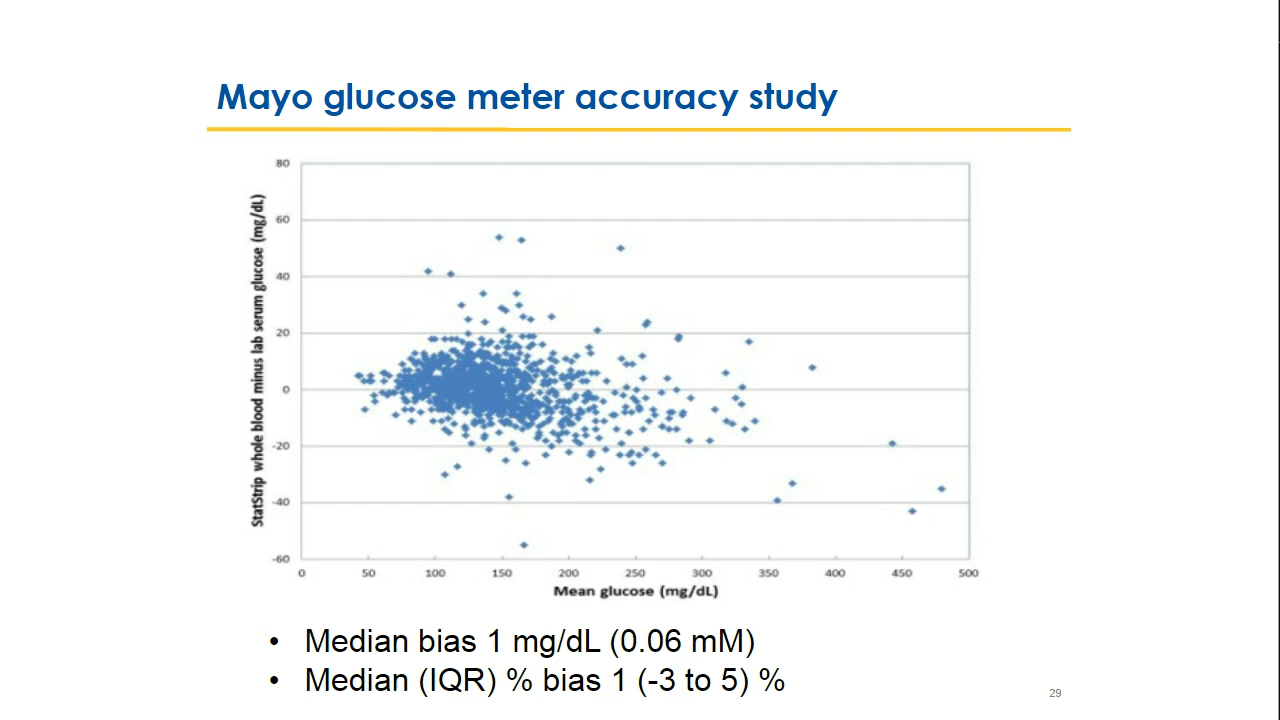 Mayo glucose meter accuracy study
80
60
40
20
0
-20
-40
-60
StatStrip whole blood minus lab serum glucose (mg/dL)
0 50 100 150 200 250 300 350 400 450 500
Mean glucose (mg/dL)
• Median bias 1 mg/dL (0.06 mM)
• Median (IQR) % bias 1 (-3 to 5) %
29